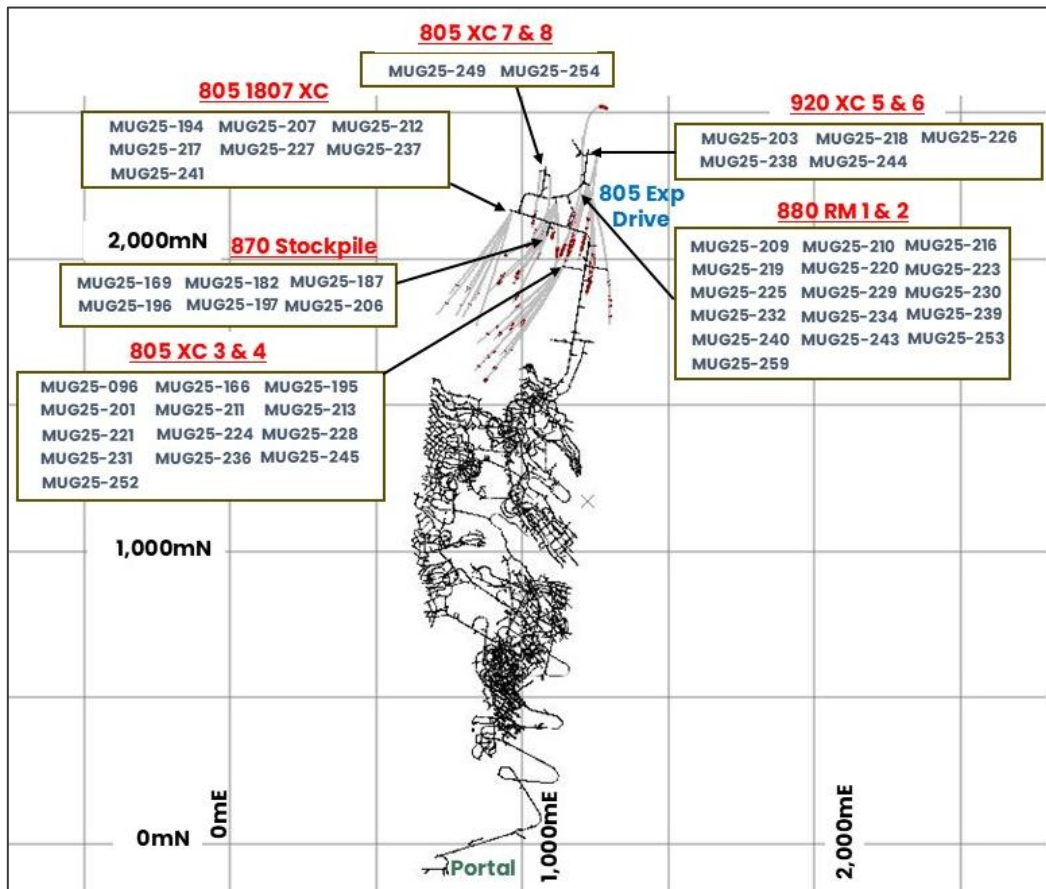 805 XC 7 & 8
MUG25-249 MUG25-254
805 1807 XC
MUG25-194 MUG25-207 MUG25-212
MUG25-217 MUG25-227 MUG25-237
MUG25-241
920 XC 5 & 6
MUG25-203 MUG25-218 MUG25-226
MUG25-238 MUG25-244
805 Exp
Drive
880 RM 1 & 2
MUG25-209 MUG25-210 MUG25-216
MUG25-219 MUG25-220 MUG25-223
MUG25-225 MUG25-229 MUG25-230
MUG25-232 MUG25-234 MUG25-239
MUG25-240 MUG25-243 MUG25-253
MUG25-259
2,000mN
870 Stockpile
MUG25-169 MUG25-182 MUG25-187
MUG25-196 MUG25-197 MUG25-206
805 XC 3 & 4
MUG25-096 MUG25-166 MUG25-195
MUG25-201 MUG25-211 MUG25-213
MUG25-221 MUG25-224 MUG25-228
MUG25-231 MUG25-236 MUG25-245
MUG25-252
1,000mN
0mN
0mE
1,000mE
2,000mE
Portal